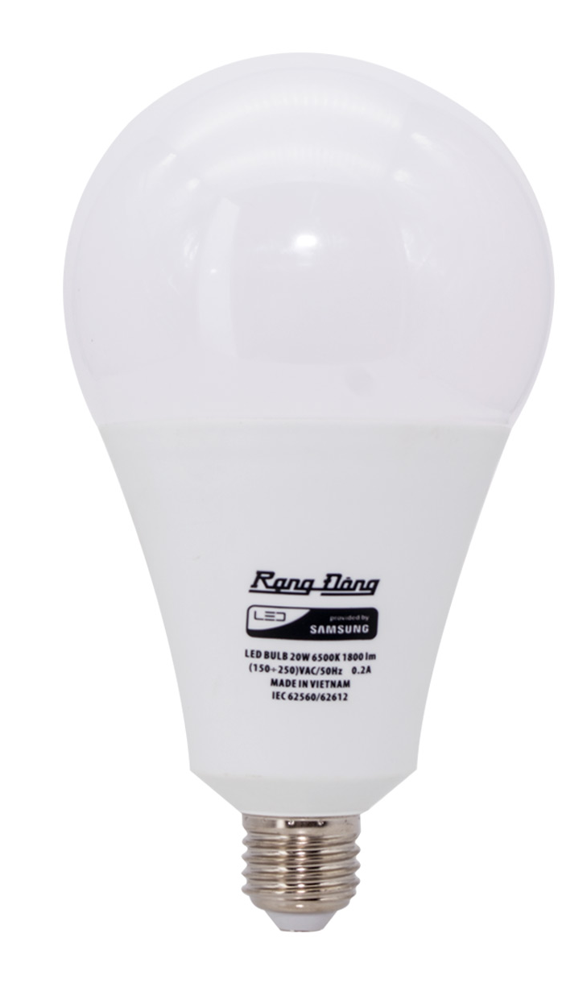 Rạng Đông
LED provided by
SAMSUNG
LED BULB 20W 6500K 1800 lm
(150÷250)VAC/50Hz 0.2A
MADE IN VIETNAM
IEC 62560/62612